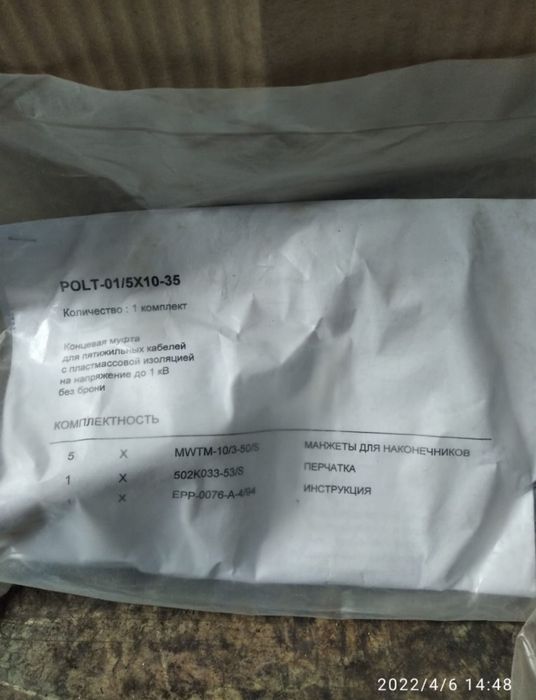 POLT-01/5X10-35
Количество : 1 комплект
Концевая муфта
для пятижильных кабелей
с пластмассовой изоляцией
на напряжение до 1 кВ
без брони
КОМПЛЕКТНОСТЬ
5 X MWTM-10/3-50/S МАНЖЕТЫ ДЛЯ НАКОНЕЧНИКОВ
1 X 502K033-53/S ПЕРЧАТКА
X EPP-0076-A-4/94 ИНСТРУКЦИЯ
2022/4/6 14:48